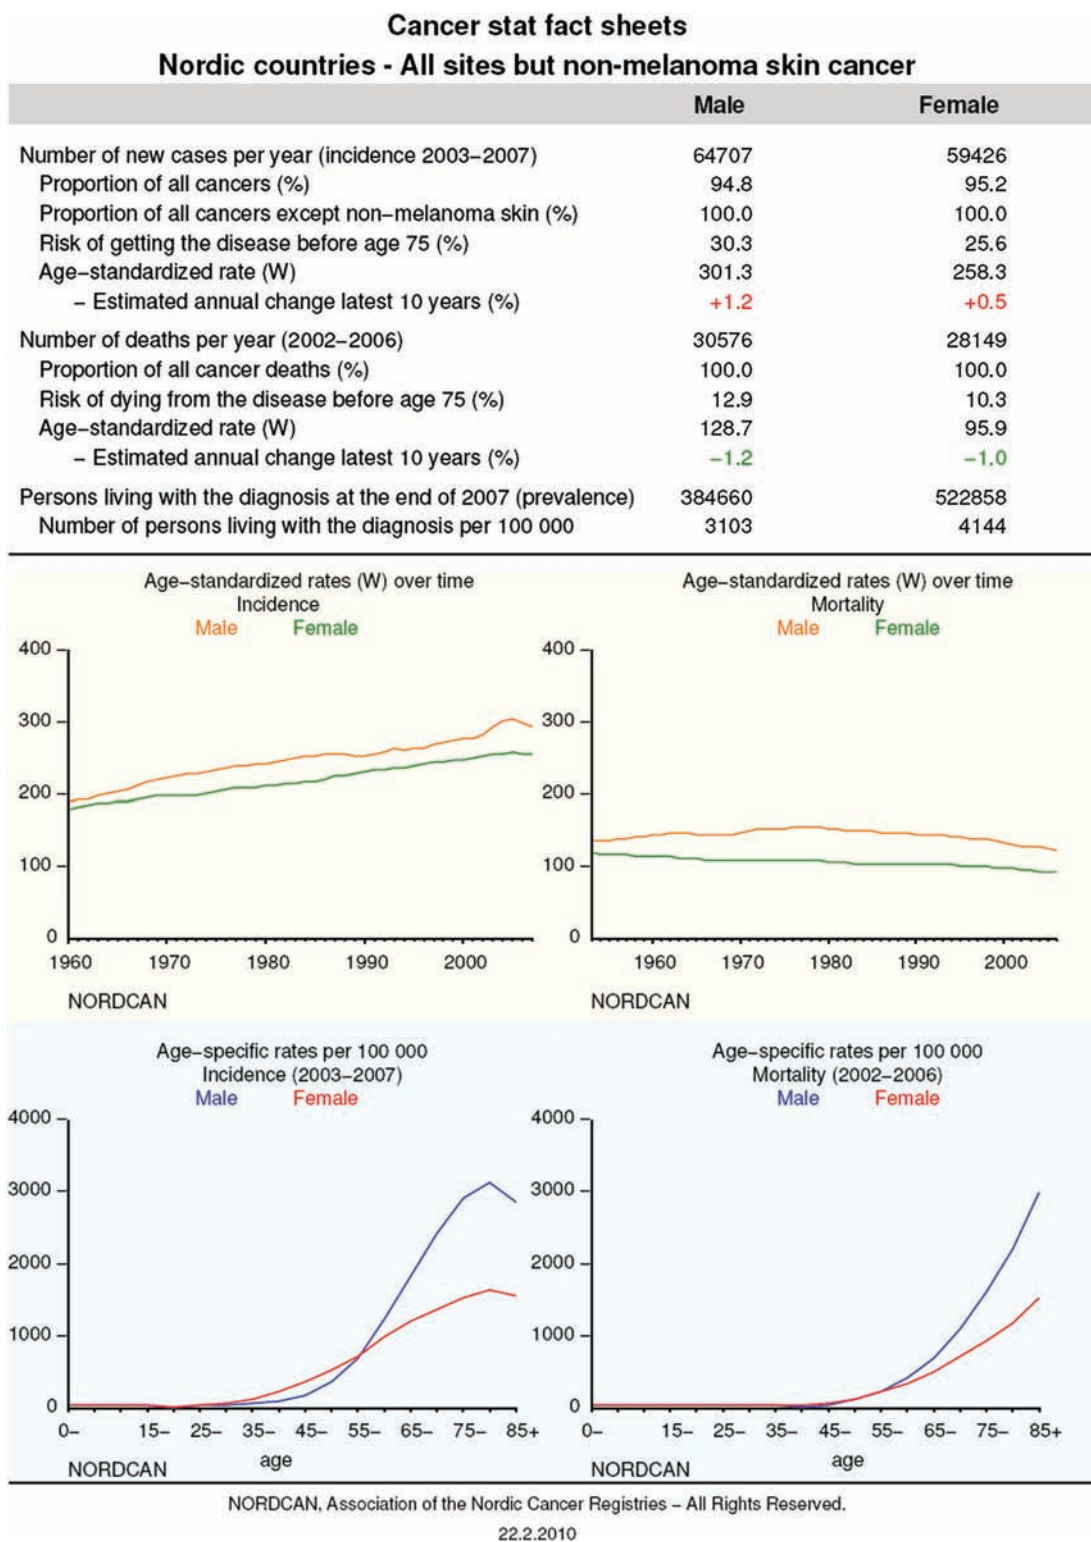 Cancer stat fact sheets
Nordic countries - All sites but non-melanoma skin cancer
Male Female
Number of new cases per year (incidence 2003–2007) 64707 59426
Proportion of all cancers (%) 94.8 95.2
Proportion of all cancers except non–melanoma skin (%) 100.0 100.0
Risk of getting the disease before age 75 (%) 30.3 25.6
Age–standardized rate (W) 301.3 258.3
– Estimated annual change latest 10 years (%) +1.2 +0.5
Number of deaths per year (2002–2006) 30576 28149
Proportion of all cancer deaths (%) 100.0 100.0
Risk of dying from the disease before age 75 (%) 12.9 10.3
Age–standardized rate (W) 128.7 95.9
– Estimated annual change latest 10 years (%) –1.2 –1.0
Persons living with the diagnosis at the end of 2007 (prevalence) 384660 522858
Number of persons living with the diagnosis per 100 000 3103 4144
Age–standardized rates (W) over time
Incidence
Male Female
400
300
200
100
0
1960 1970 1980 1990 2000
NORDCAN
Age–standardized rates (W) over time
Mortality
Male Female
400
300
200
100
0
1960 1970 1980 1990 2000
NORDCAN
Age–specific rates per 100 000
Incidence (2003–2007)
Male Female
4000
3000
2000
1000
0
0– 15– 25– 35– 45– 55– 65– 75– 85+
age
NORDCAN
Age–specific rates per 100 000
Mortality (2002–2006)
Male Female
4000
3000
2000
1000
0
0– 15– 25– 35– 45– 55– 65– 75– 85+
age
NORDCAN
NORDCAN, Association of the Nordic Cancer Registries – All Rights Reserved.
22.2.2010